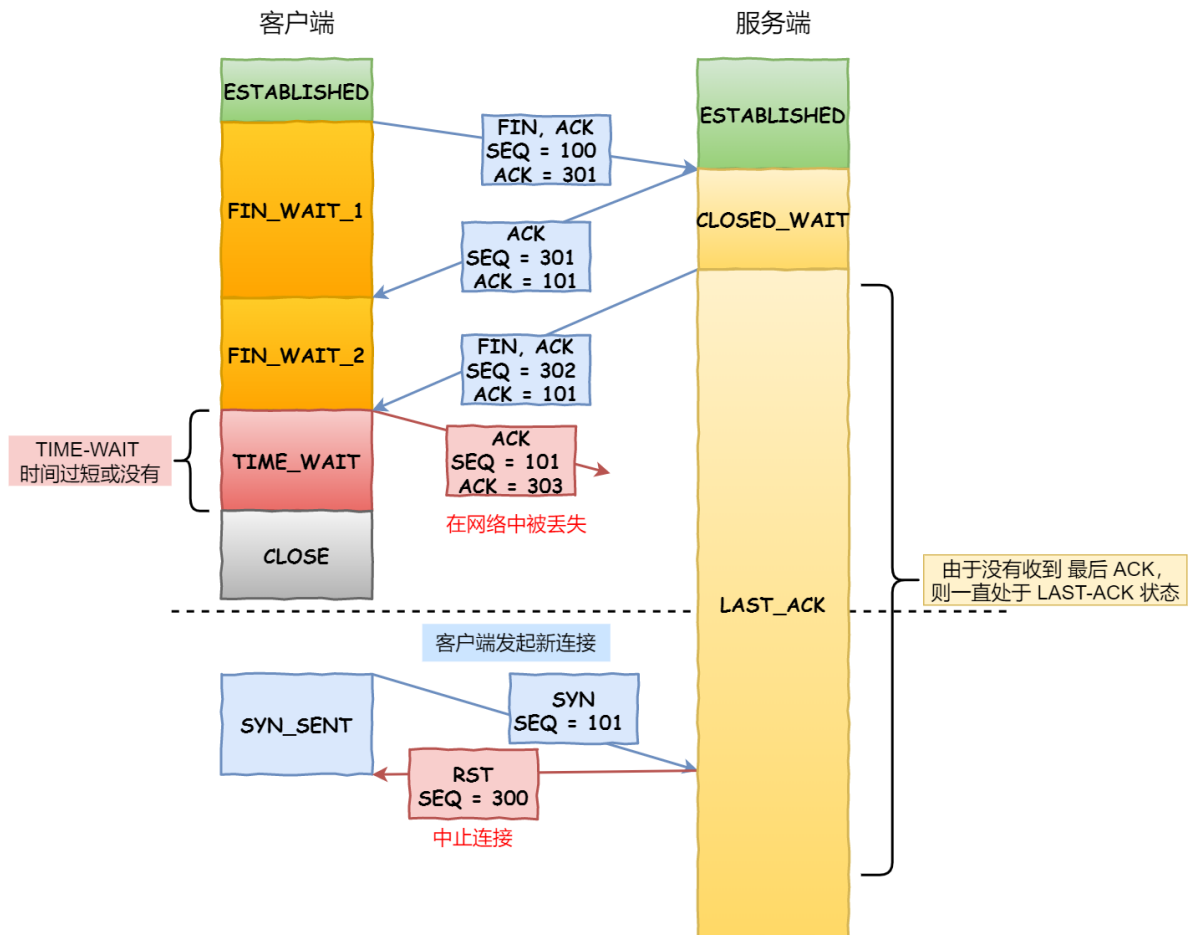 客户端
服务端
ESTABLISHED
ESTABLISHED
FIN, ACK
SEQ = 100
ACK = 301
FIN_WAIT_1
CLOSED_WAIT
ACK
SEQ = 301
ACK = 101
FIN_WAIT_2
FIN, ACK
SEQ = 302
ACK = 101
TIME-WAIT
时间过短或没有
TIME_WAIT
ACK
SEQ = 101
ACK = 303
在网络中被丢失
CLOSE
LAST_ACK
由于没有收到 最后 ACK，
则一直处于 LAST-ACK 状态
客户端发起新连接
SYN_SENT
SYN
SEQ = 101
RST
SEQ = 300
中止连接